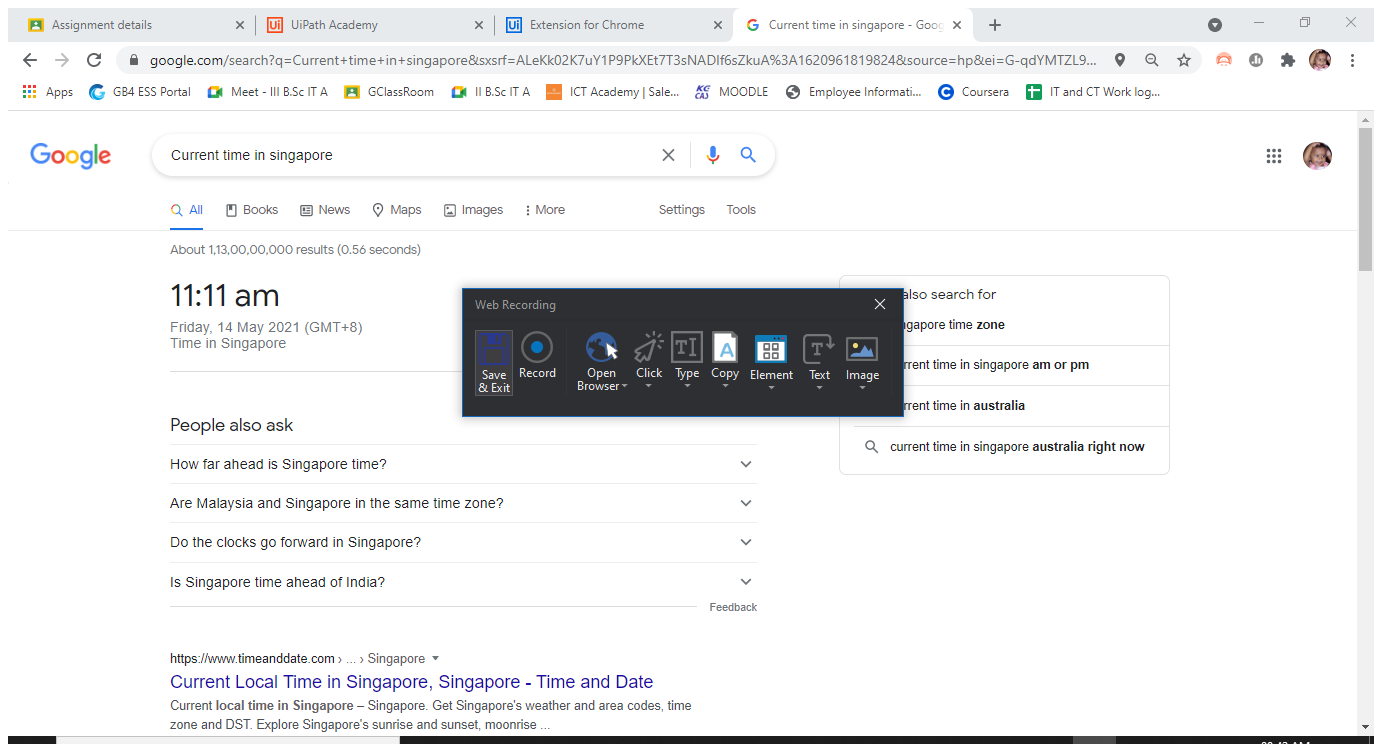 Assignment details
UiPath Academy
Extension for Chrome
Current time in singapore - Goog
google.com/search?q=Current+time+in+singapore&sxsrf=ALeKk02K7uY1P9PkXEt7T3sNADIf6sZkuA%3A1620961819824&source=hp&ei=G-qdYMTZL9...
Apps
GB4 ESS Portal
Meet - III B.Sc IT A
GClassRoom
II B.Sc IT A
ICT Academy | Sale...
MOODLE
Employee Informati...
Coursera
IT and CT Work log...
Google
Current time in singapore
All
Books
News
Maps
Images
More
Settings
Tools
About 1,13,00,00,000 results (0.56 seconds)
11:11 am
Friday, 14 May 2021 (GMT+8)
Time in Singapore
Web Recording
Save & Exit
Record
Open Browser
Click
Type
Copy
Element
Text
Image
also search for
time zone
current time in singapore am or pm
current time in australia
current time in singapore australia right now
People also ask
How far ahead is Singapore time?
Are Malaysia and Singapore in the same time zone?
Do the clocks go forward in Singapore?
Is Singapore time ahead of India?
Feedback
https://www.timeanddate.com › ... › Singapore
Current Local Time in Singapore, Singapore - Time and Date
Current local time in Singapore – Singapore. Get Singapore's weather and area codes, time
zone and DST. Explore Singapore's sunrise and sunset, moonrise ...